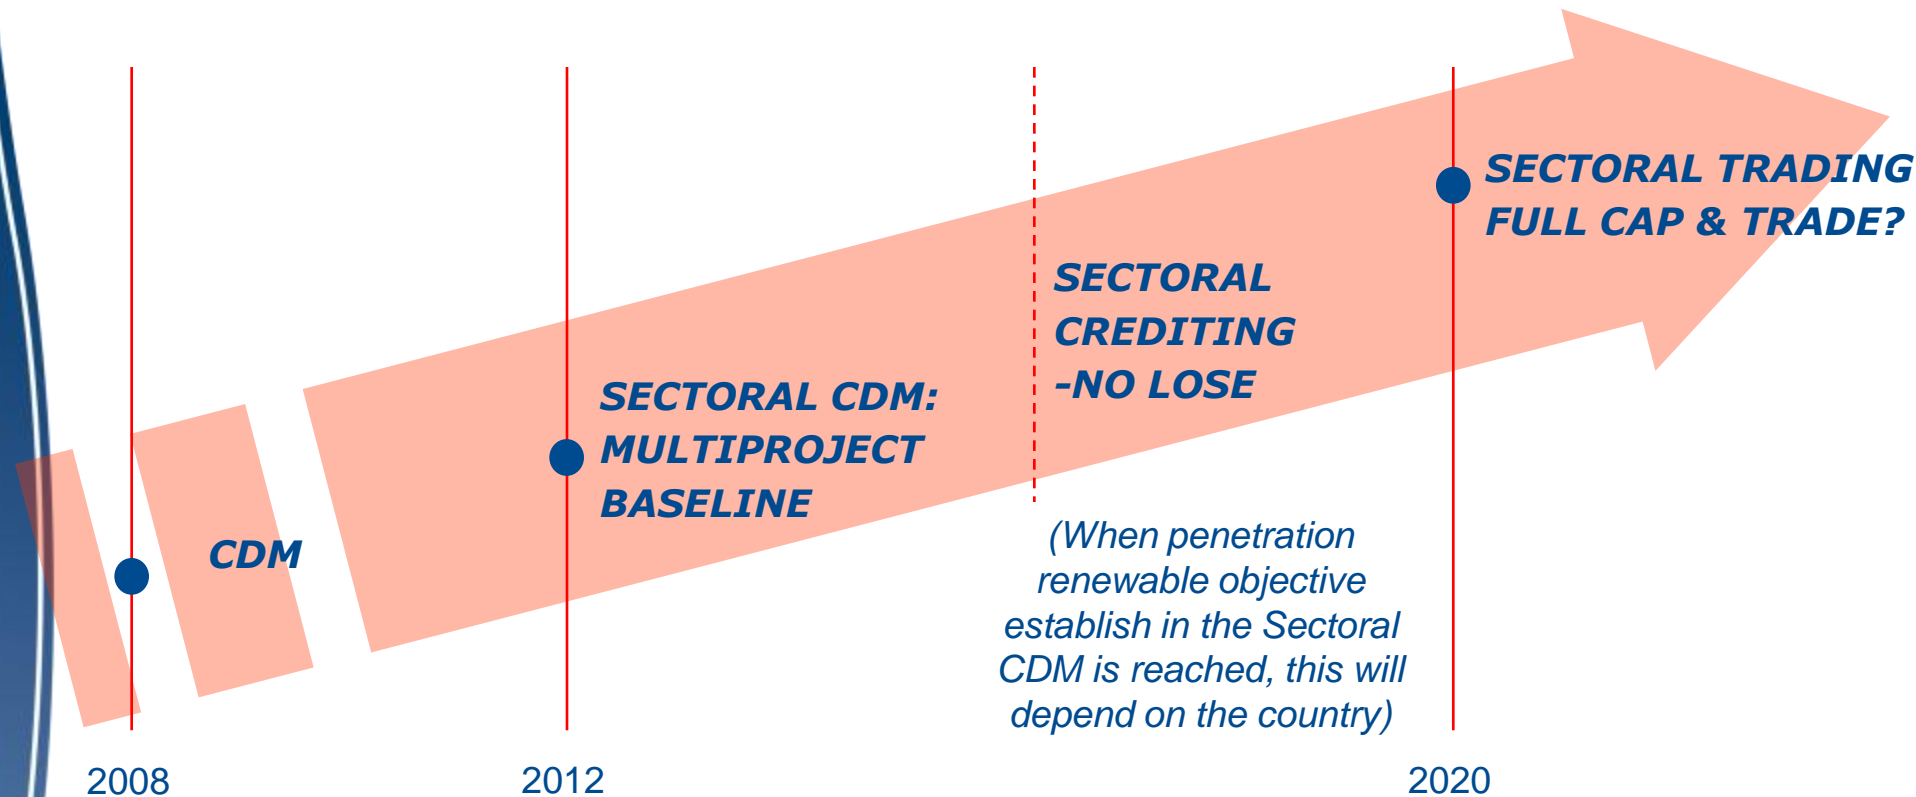 CDM
SECTORAL CDM:
MULTIPROJECT
BASELINE
SECTORAL
CREDITING
-NO LOSE
(When penetration
renewable objective
establish in the Sectoral
CDM is reached, this will
depend on the country)
SECTORAL TRADING
FULL CAP & TRADE?
2008
2012
2020